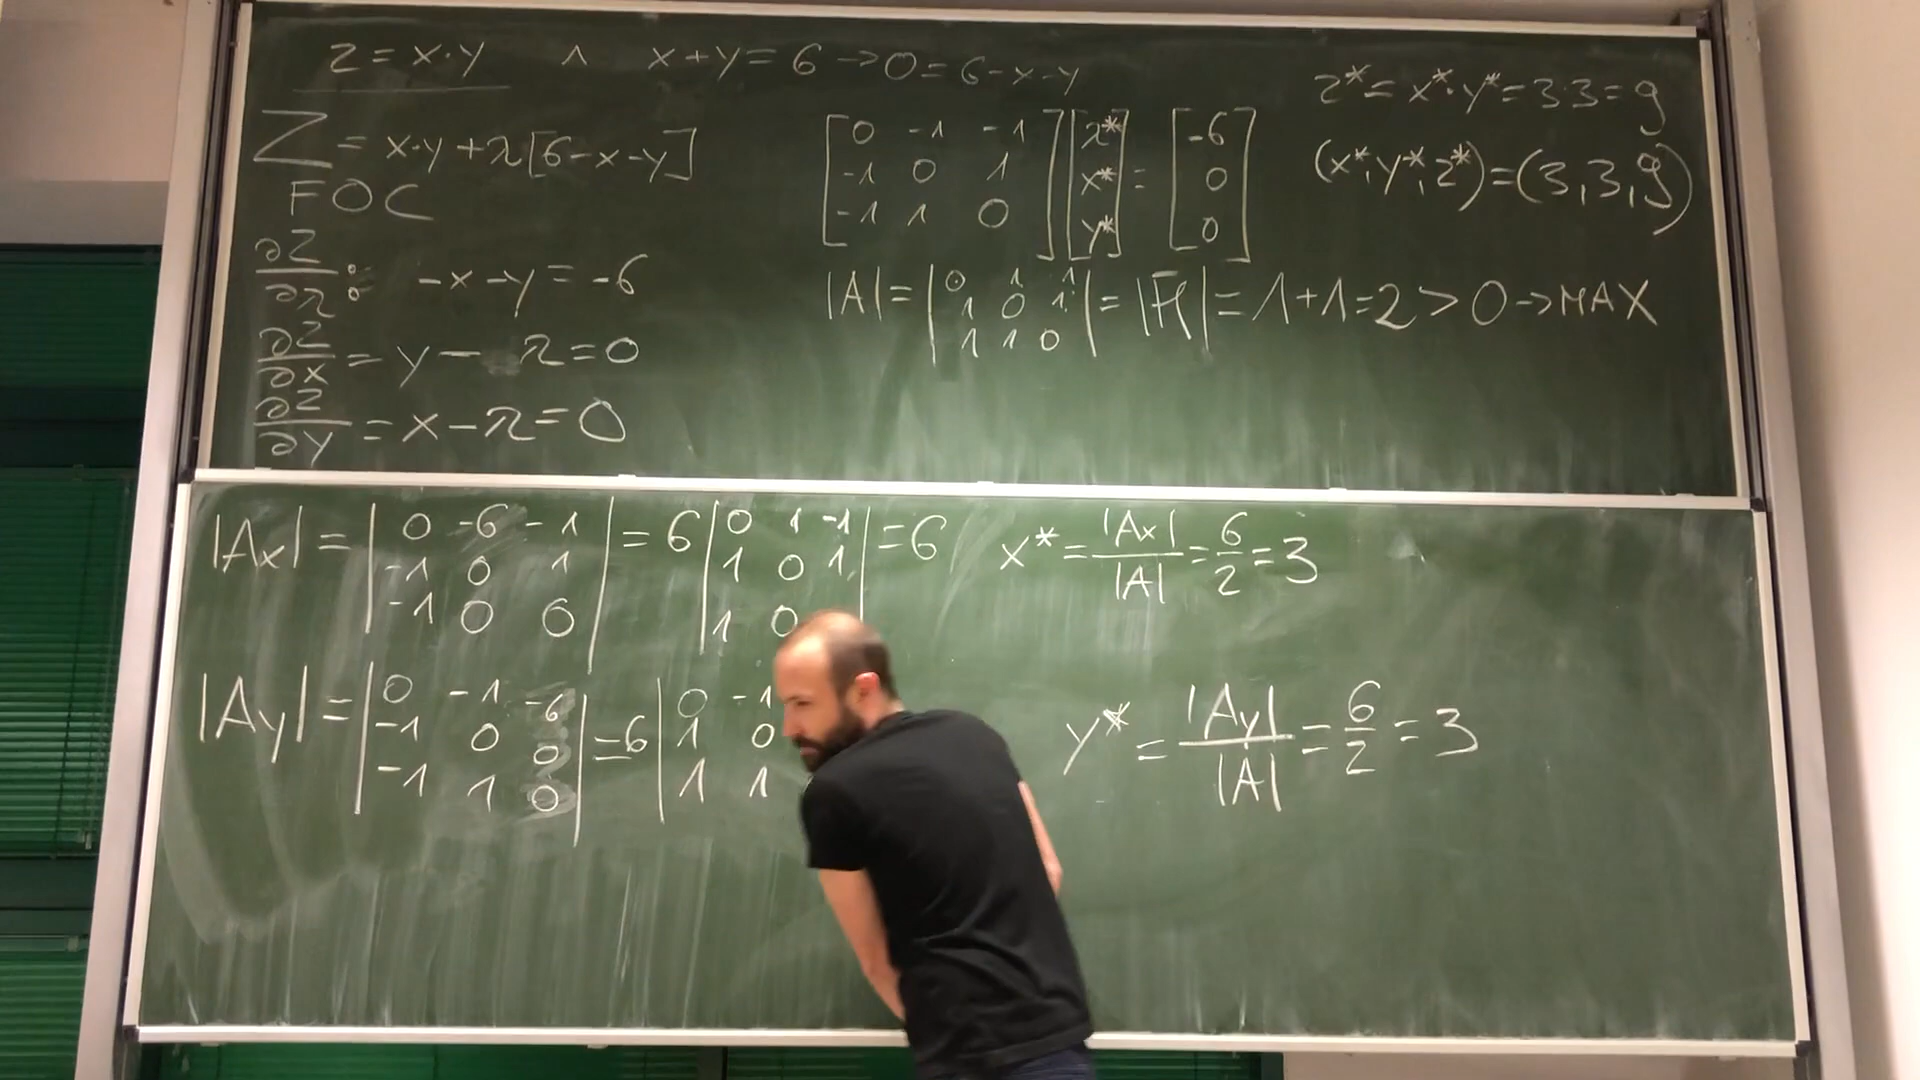 z = x·y ∧ x+y = 6 → 0 = 6-x-y
Z = x·y + λ[6-x-y]
FOC
∂Z/∂λ : -x-y = -6
∂Z/∂x = y - λ = 0
∂Z/∂y = x - λ = 0
[0 -1 -1] [λ*] [-6]
[-1 0 1] [x*] = [0]
[-1 1 0] [y*] [0]
|A| = |0 1 1| = |H̄| = 1+1 = 2 > 0 → MAX
|1 0 1|
|1 1 0|
z* = x*·y* = 3·3 = 9
(x*, y*, z*) = (3, 3, 9)
|Ax| = |0 -6 -1| = 6 |0 1 -1| = 6
|-1 0 1| |1 0 1|
|-1 0 0| |1 0
x* = |Ax|/|A| = 6/2 = 3
|Ay| = |0 -1 -6| = 6 |0 -1
|-1 0 0| |1 0
|-1 1 0| |1 1
y* = |Ay|/|A| = 6/2 = 3